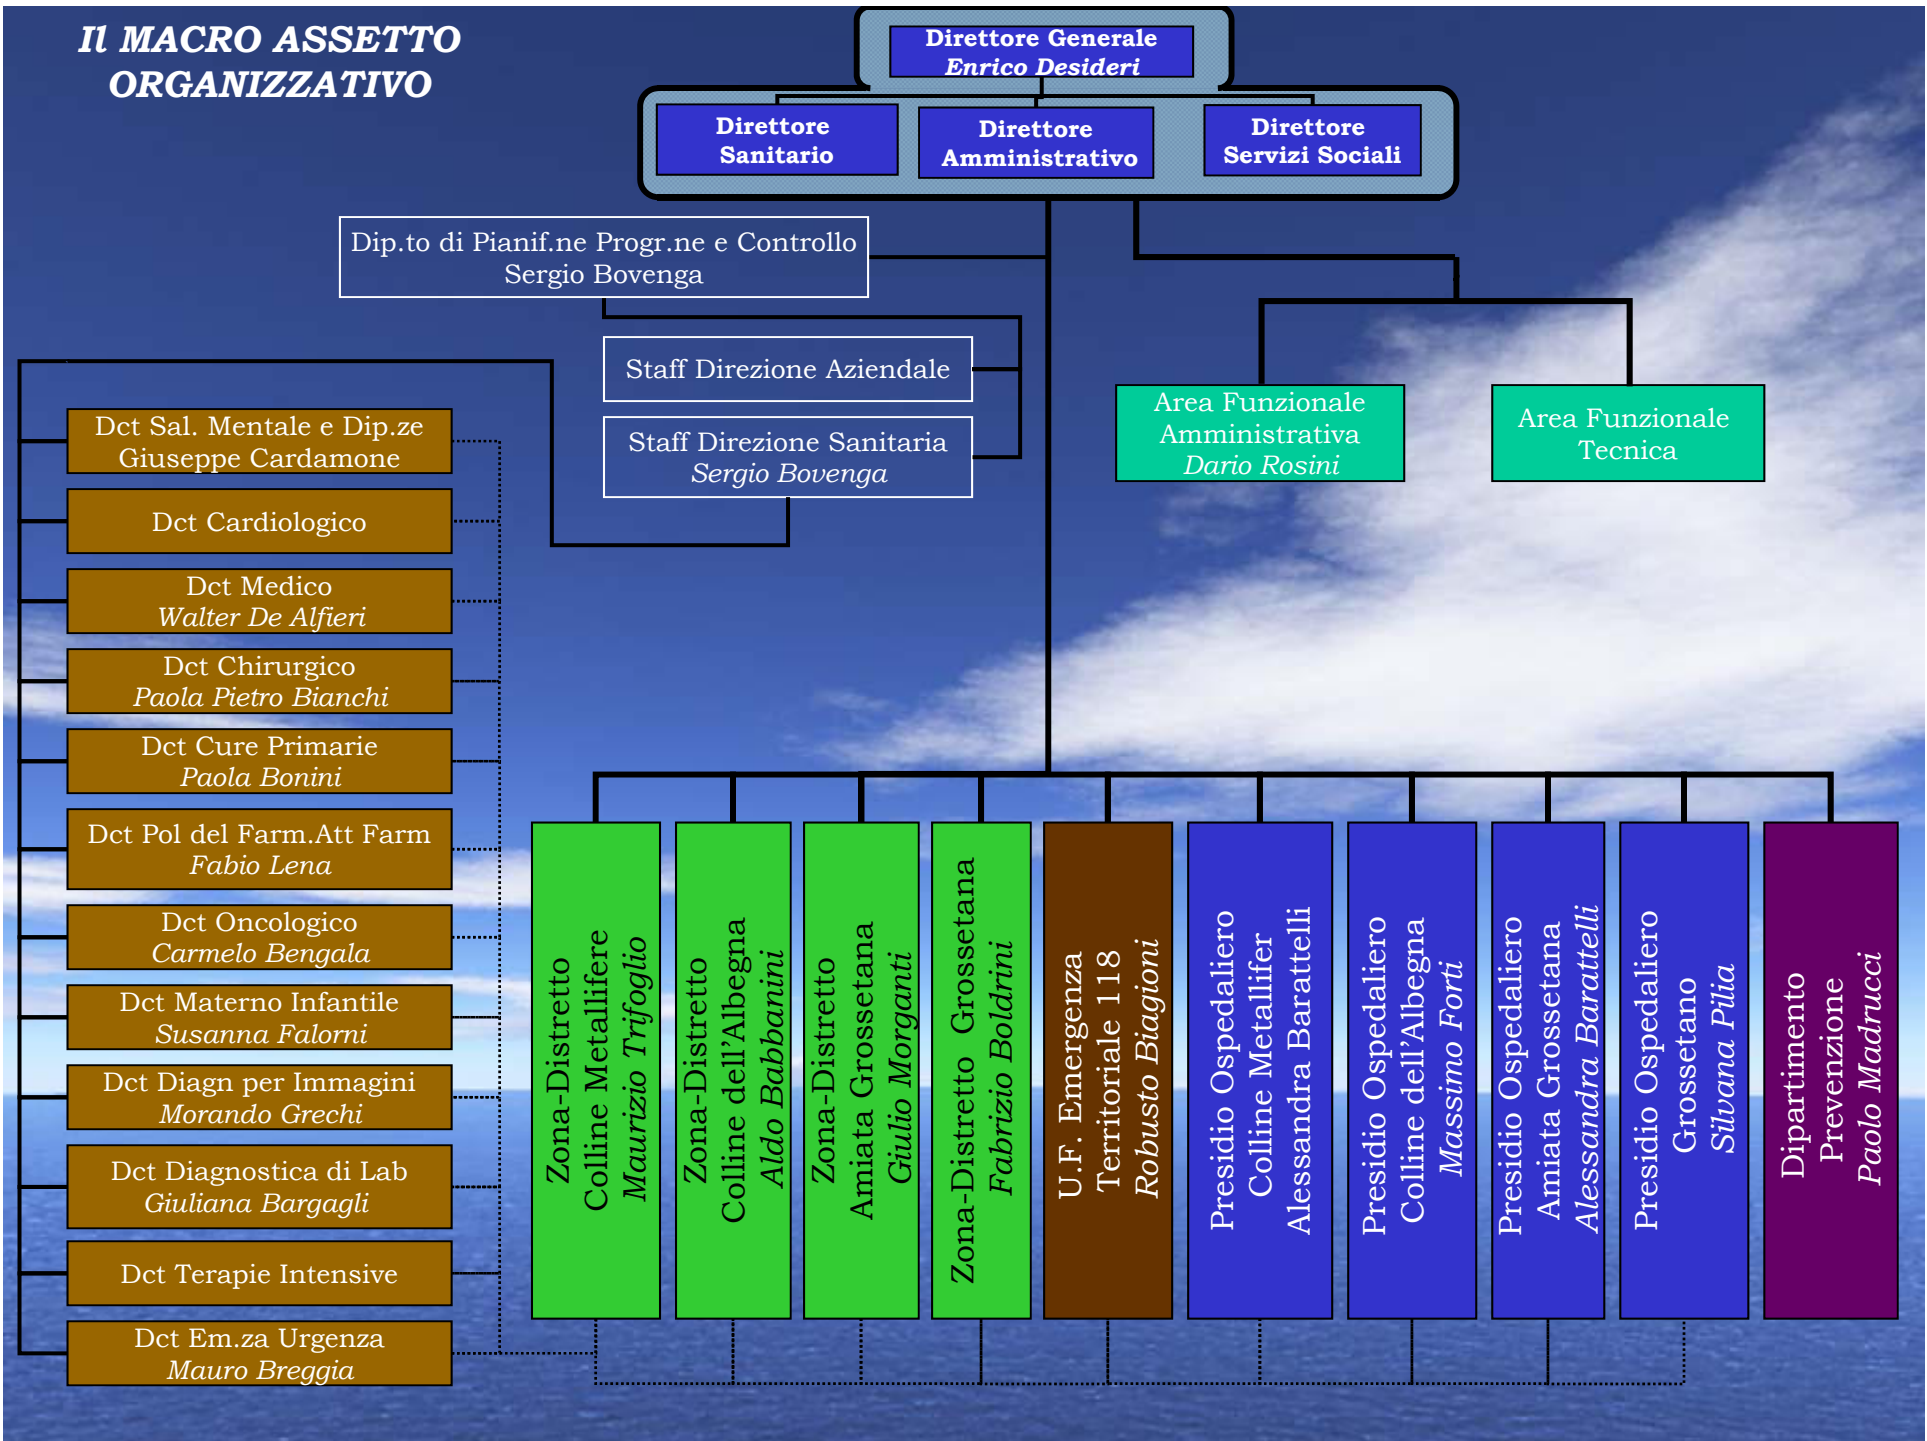 Il MACRO ASSETTO
ORGANIZZATIVO
Direttore Generale
Enrico Desideri
Direttore
Sanitario
Direttore
Amministrativo
Direttore
Servizi Sociali
Dip.to di Pianif.ne Progr.ne e Controllo
Sergio Bovenga
Staff Direzione Aziendale
Staff Direzione Sanitaria
Sergio Bovenga
Area Funzionale
Amministrativa
Dario Rosini
Area Funzionale
Tecnica
Dct Sal. Mentale e Dip.ze
Giuseppe Cardamone
Dct Cardiologico
Dct Medico
Walter De Alfieri
Dct Chirurgico
Paola Pietro Bianchi
Dct Cure Primarie
Paola Bonini
Dct Pol del Farm.Att Farm
Fabio Lena
Dct Oncologico
Carmelo Bengala
Dct Materno Infantile
Susanna Falorni
Dct Diagn per Immagini
Morando Grechi
Dct Diagnostica di Lab
Giuliana Bargagli
Dct Terapie Intensive
Dct Em.za Urgenza
Mauro Breggia
Zona-Distretto
Colline Metallifere
Maurizio Trifoglio
Zona-Distretto
Colline dell'Albegna
Aldo Babbanini
Zona-Distretto
Amiata Grossetana
Giulio Morganti
Zona-Distretto Grossetana
Fabrizio Boldrini
U.F. Emergenza
Territoriale 118
Robusto Biagioni
Presidio Ospedaliero
Colline Metallifer
Alessandra Barattelli
Presidio Ospedaliero
Colline dell'Albegna
Massimo Forti
Presidio Ospedaliero
Amiata Grossetana
Alessandra Barattelli
Presidio Ospedaliero
Grossetano
Silvana Pilia
Dipartimento
Prevenzione
Paolo Madrucci